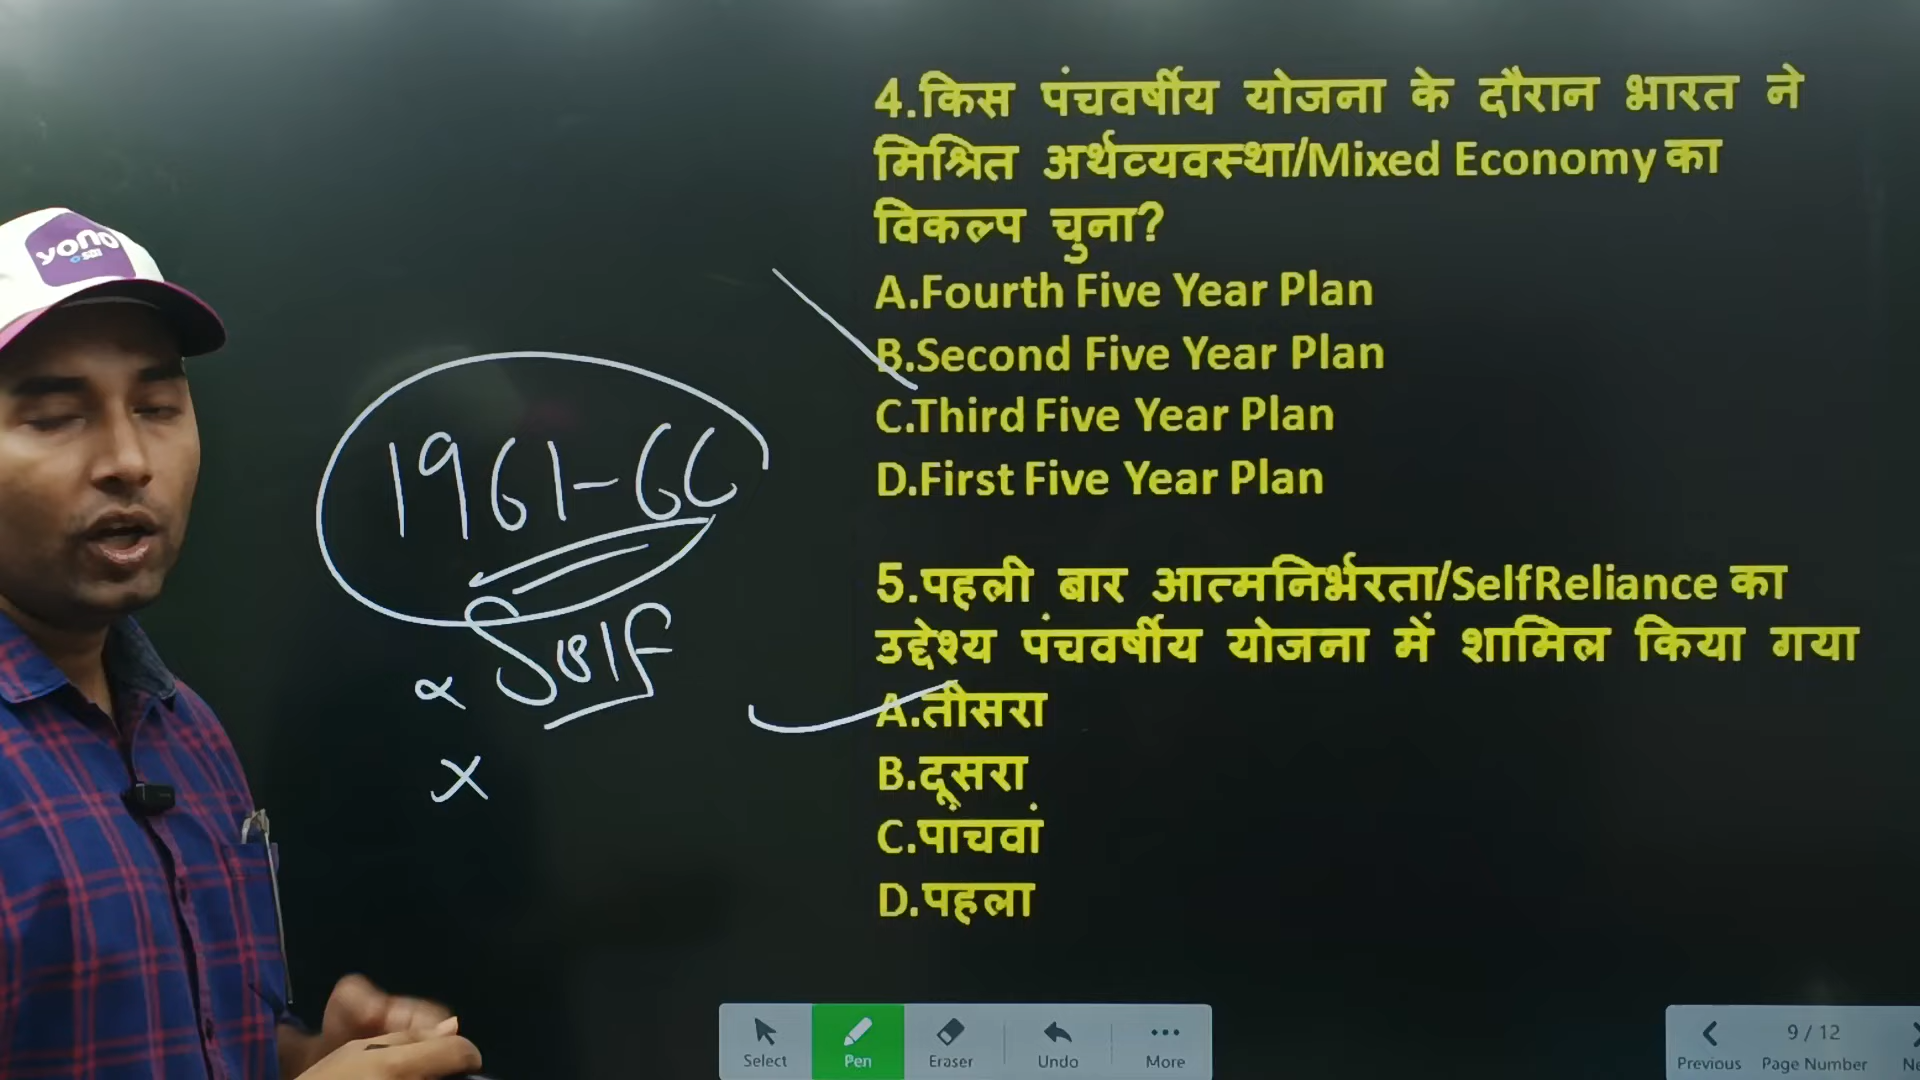 4.किस पंचवर्षीय योजना के दौरान भारत ने
मिश्रित अर्थव्यवस्था/Mixed Economy का
विकल्प चुना?
A.Fourth Five Year Plan
B.Second Five Year Plan
C.Third Five Year Plan
D.First Five Year Plan
5.पहली बार आत्मनिर्भरता/SelfReliance का
उद्देश्य पंचवर्षीय योजना में शामिल किया गया
A.तीसरा
B.दूसरा
C.पांचवां
D.पहला
yono
SBI
1961-66
Self
x
x
Select
Pen
Eraser
Undo
More
Previous
9 / 12
Page Number
Ne